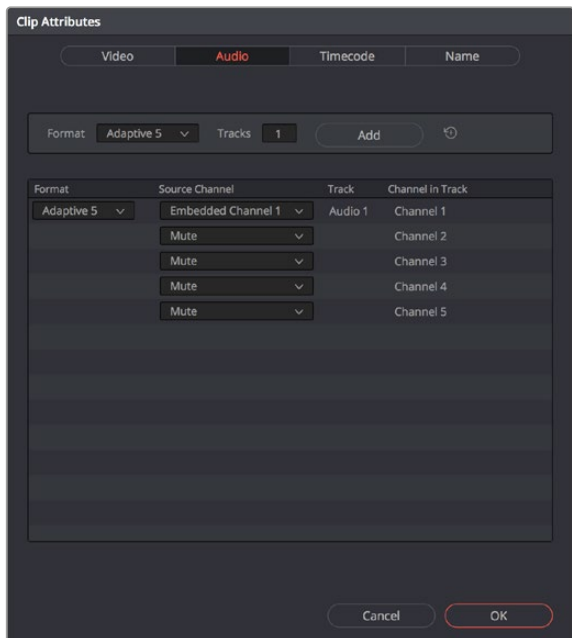 Clip Attributes
Video Audio Timecode Name
Format Adaptive 5 Tracks 1 Add
Format Source Channel Track Channel in Track
Adaptive 5 Embedded Channel 1 Audio 1 Channel 1
Mute Channel 2
Mute Channel 3
Mute Channel 4
Mute Channel 5
Cancel OK